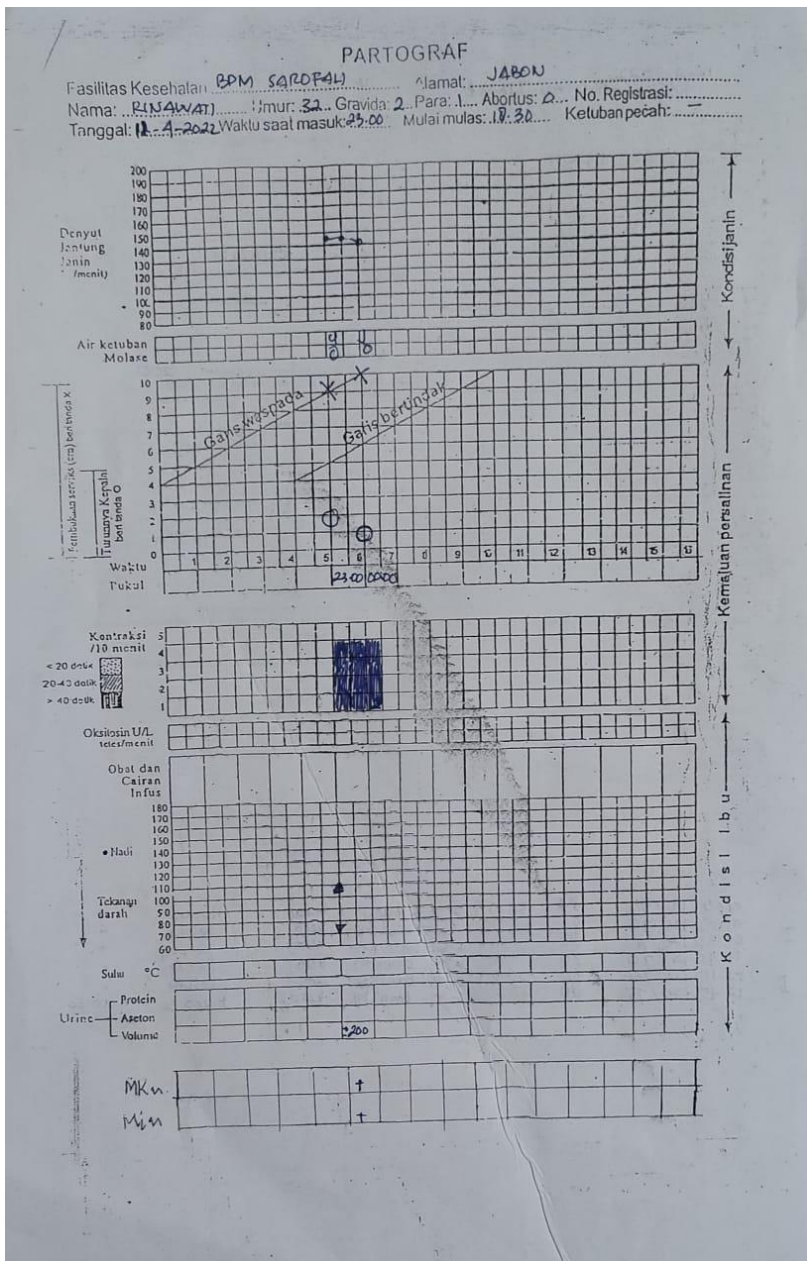 PARTOGRAF
Fasilitas Kesehatan BPM SAROFAH Alamat: JABON
Nama: RINAWATI Umur: 32 Gravida: 2 Para: 1 Abortus: 0 No. Registrasi:
Tanggal: 12-4-2022 Waktu saat masuk: 23.00 Mulai mulas: 18.30 Ketuban pecah: -
Denyut
Jantung
Janin
(/menit)
200
190
180
170
160
150
140
130
120
110
100
90
80
Kondisi janin
Air ketuban
Molase
Pembukaan serviks (cm) beri tanda X
Turunnya Kepala
beri tanda O
10
9
8
7
6
5
4
3
2
1
0
Garis waspada
Garis bertindak
Kemajuan persalinan
Waktu
1 2 3 4 5 6 7 8 9 10 11 12 13 14 15 16
Pukul
23.00 00.00
Kontraksi
/10 menit
5
4
3
2
1
< 20 detik
20-40 detik
> 40 detik
Oksitosin U/L
tetes/menit
Obat dan
Cairan
Infus
Kondisi Ibu
180
170
160
150
140
130
120
110
100
90
80
70
60
• Nadi
Tekanan
darah
Suhu °C
Urine
Protein
Aseton
Volume
±200
MKn +
Min +